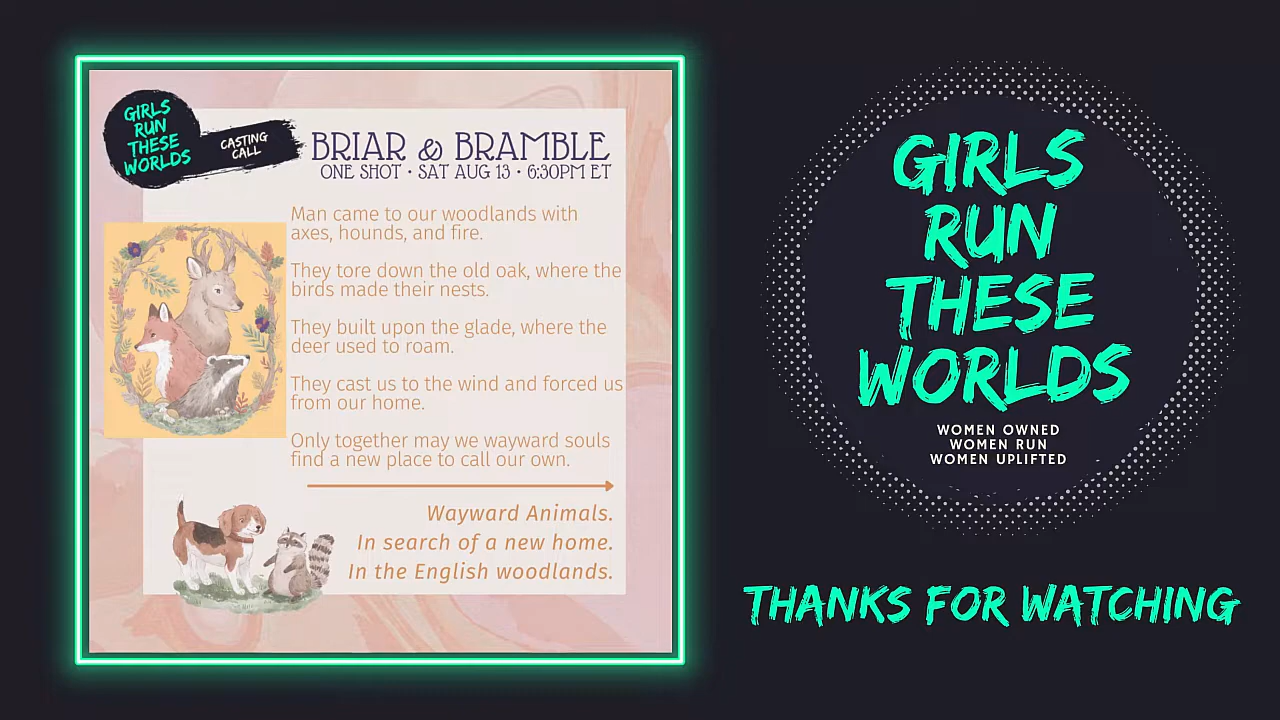 GIRLS
RUN
THESE
WORLDS
CASTING
CALL
BRIAR & BRAMBLE
ONE SHOT • SAT AUG 13 • 6:30PM ET
Man came to our woodlands with
axes, hounds, and fire.
They tore down the old oak, where the
birds made their nests.
They built upon the glade, where the
deer used to roam.
They cast us to the wind and forced us
from our home.
Only together may we wayward souls
find a new place to call our own.
Wayward Animals.
In search of a new home.
In the English woodlands.
GIRLS
RUN
THESE
WORLDS
WOMEN OWNED
WOMEN RUN
WOMEN UPLIFTED
THANKS FOR WATCHING